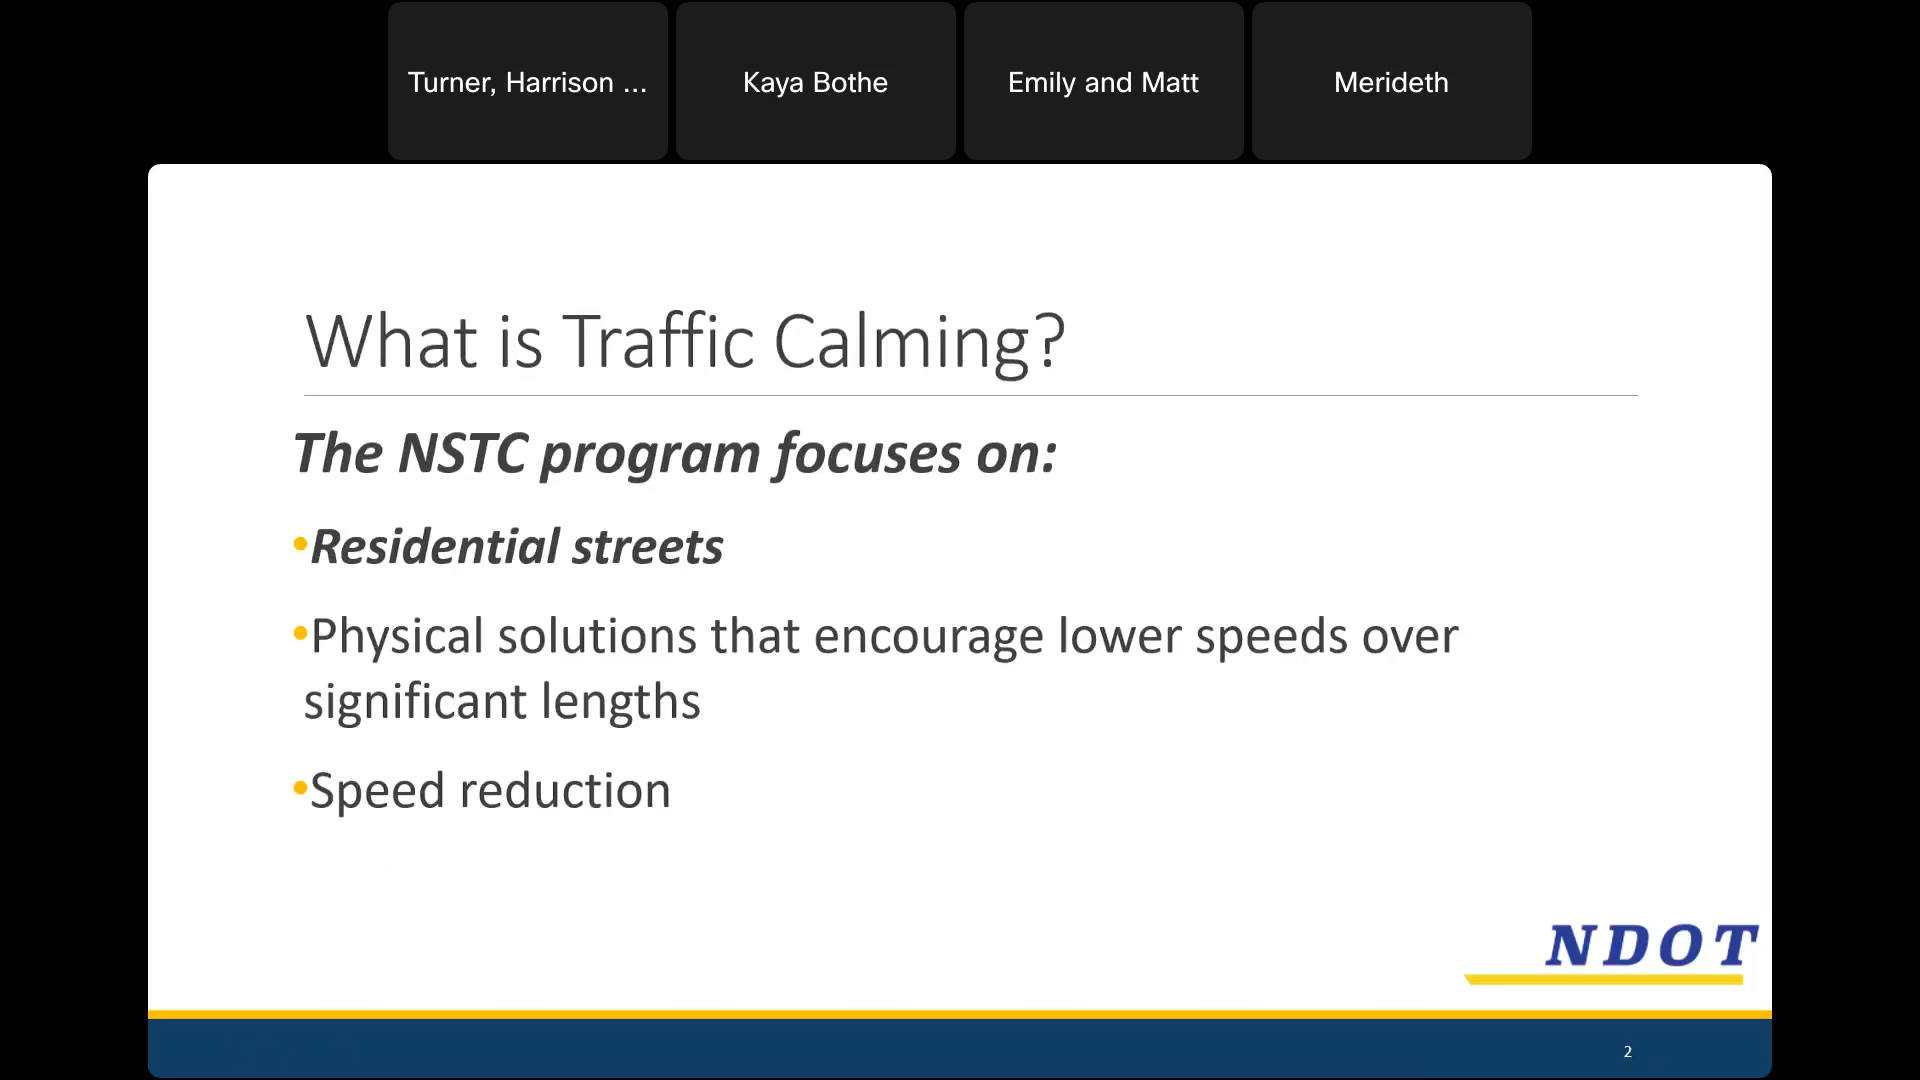 Turner, Harrison ...
Kaya Bothe
Emily and Matt
Merideth
What is Traffic Calming?
The NSTC program focuses on:
•Residential streets
•Physical solutions that encourage lower speeds over
significant lengths
•Speed reduction
NDOT
2